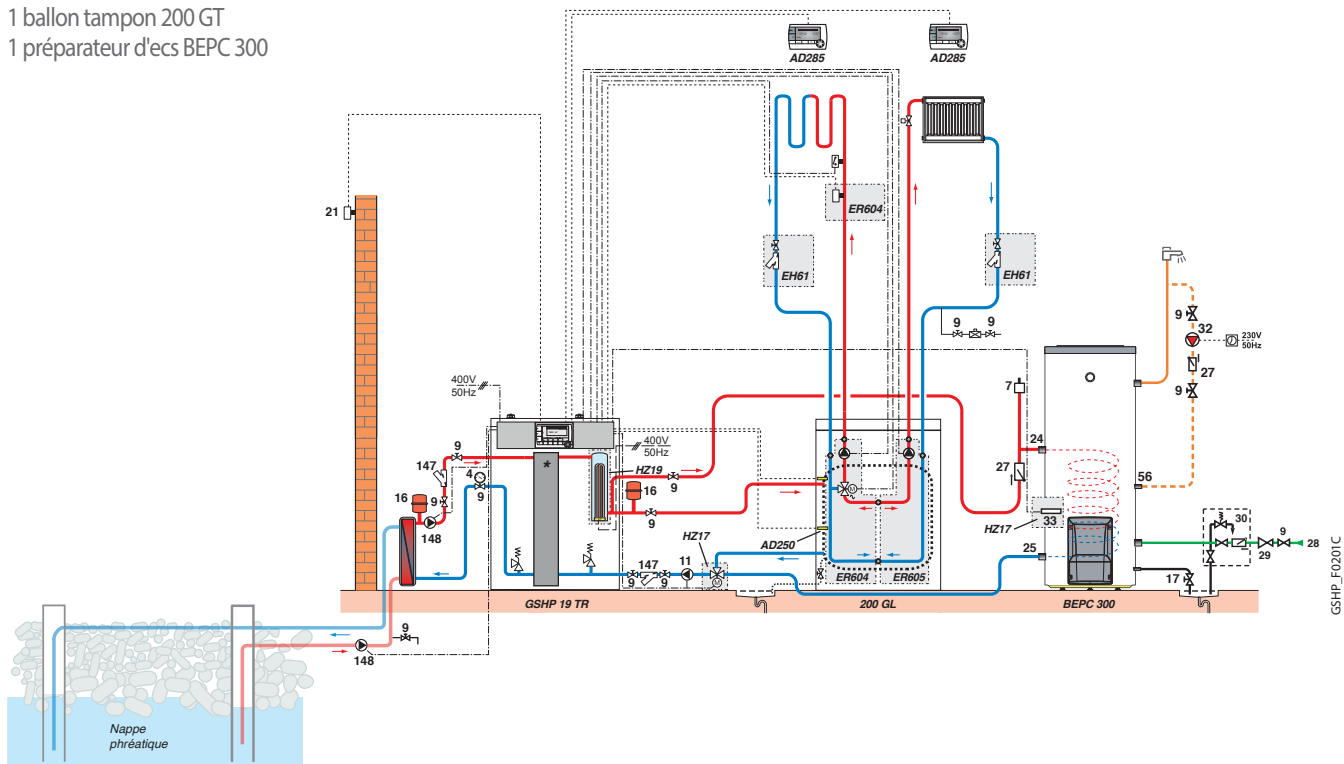 1 ballon tampon 200 GT
1 préparateur d'ecs BEPC 300
AD285
AD285
21
ER604
EH61
EH61
9
9
9
32
230V
50Hz
27
9
7
400V
50Hz
400V
50Hz
9
147
4
9
16
9
148
*
HZ19
16
9
9
24
27
56
HZ17
33
HZ17
AD250
M
M
25
30
9
28
29
17
147
11
9
9
ER604
ER605
GSHP 19 TR
200 GL
BEPC 300
9
148
Nappe
phréatique
GSHP_F0201C